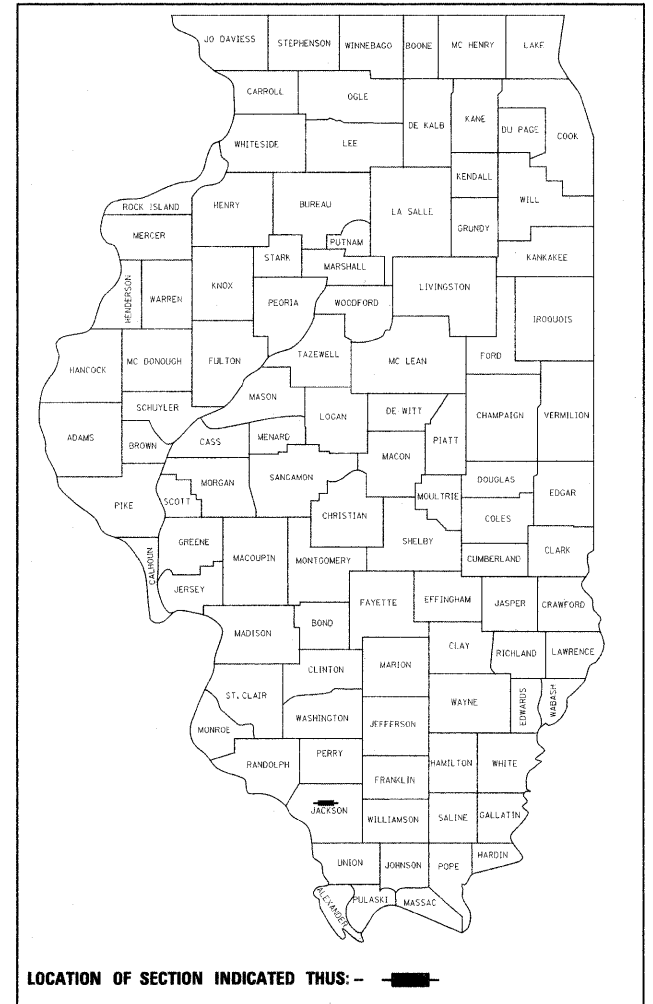 JO DAVIESS STEPHENSON WINNEBAGO BOONE MC HENRY LAKE
CARROLL OGLE DE KALB KANE DU PAGE COOK
WHITESIDE LEE
KENDALL WILL
ROCK ISLAND HENRY BUREAU LA SALLE GRUNDY
MERCER PUTNAM
STARK MARSHALL KANKAKEE
HENDERSON WARREN KNOX PEORIA WOODFORD LIVINGSTON IROQUOIS
HANCOCK MC DONOUGH FULTON TAZEWELL MC LEAN FORD
SCHUYLER MASON LOGAN DE WITT CHAMPAIGN VERMILION
ADAMS BROWN CASS MENARD PIATT
MACON
MORGAN SANGAMON DOUGLAS
PIKE SCOTT MOULTRIE EDGAR
CHRISTIAN COLES
GREENE MACOUPIN MONTGOMERY SHELBY CUMBERLAND CLARK
CALHOUN JERSEY
FAYETTE EFFINGHAM JASPER CRAWFORD
MADISON BOND
CLAY RICHLAND LAWRENCE
CLINTON MARION
ST. CLAIR WAYNE EDWARDS WABASH
MONROE WASHINGTON JEFFERSON
RANDOLPH PERRY HAMILTON WHITE
FRANKLIN
JACKSON WILLIAMSON SALINE GALLATIN
UNION JOHNSON POPE HARDIN
ALEXANDER PULASKI MASSAC
LOCATION OF SECTION INDICATED THUS: -